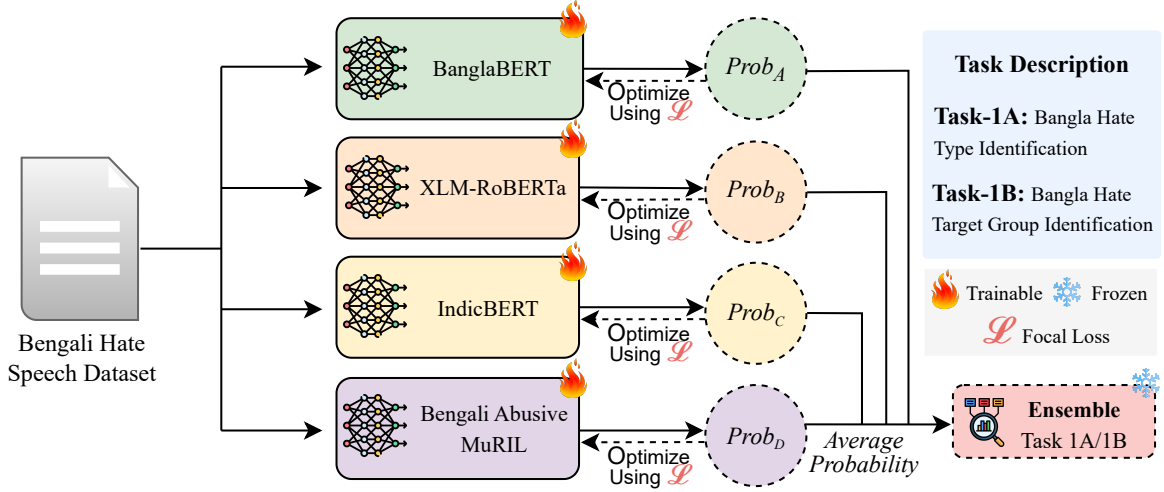 Bengali Hate
Speech Dataset
BanglaBERT
Optimize
Using ℒ
Prob_A
XLM-RoBERTa
Optimize
Using ℒ
Prob_B
IndicBERT
Optimize
Using ℒ
Prob_C
Bengali Abusive
MuRIL
Optimize
Using ℒ
Prob_D
Average
Probability
Task Description
Task-1A: Bangla Hate
Type Identification
Task-1B: Bangla Hate
Target Group Identification
Trainable Frozen
ℒ Focal Loss
Ensemble
Task 1A/1B